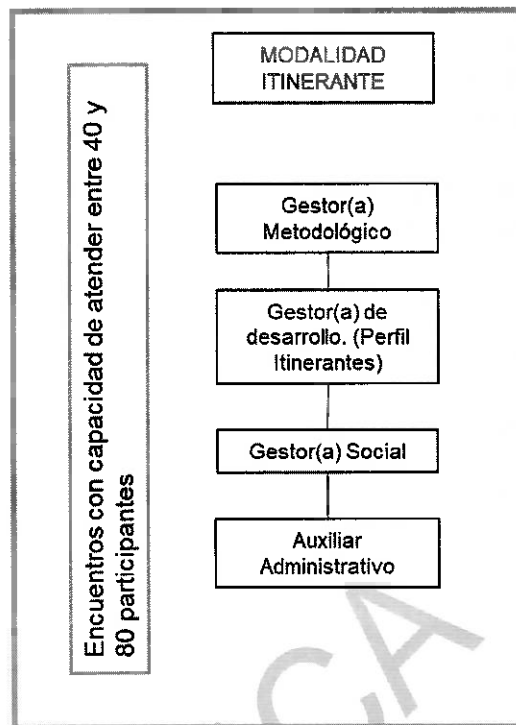 MODALIDAD
ITINERANTE
Encuentros con capacidad de atender entre 40 y
80 participantes
Gestor(a)
Metodológico
Gestor(a) de
desarrollo. (Perfil
Itinerantes)
Gestor(a) Social
Auxiliar
Administrativo
CA